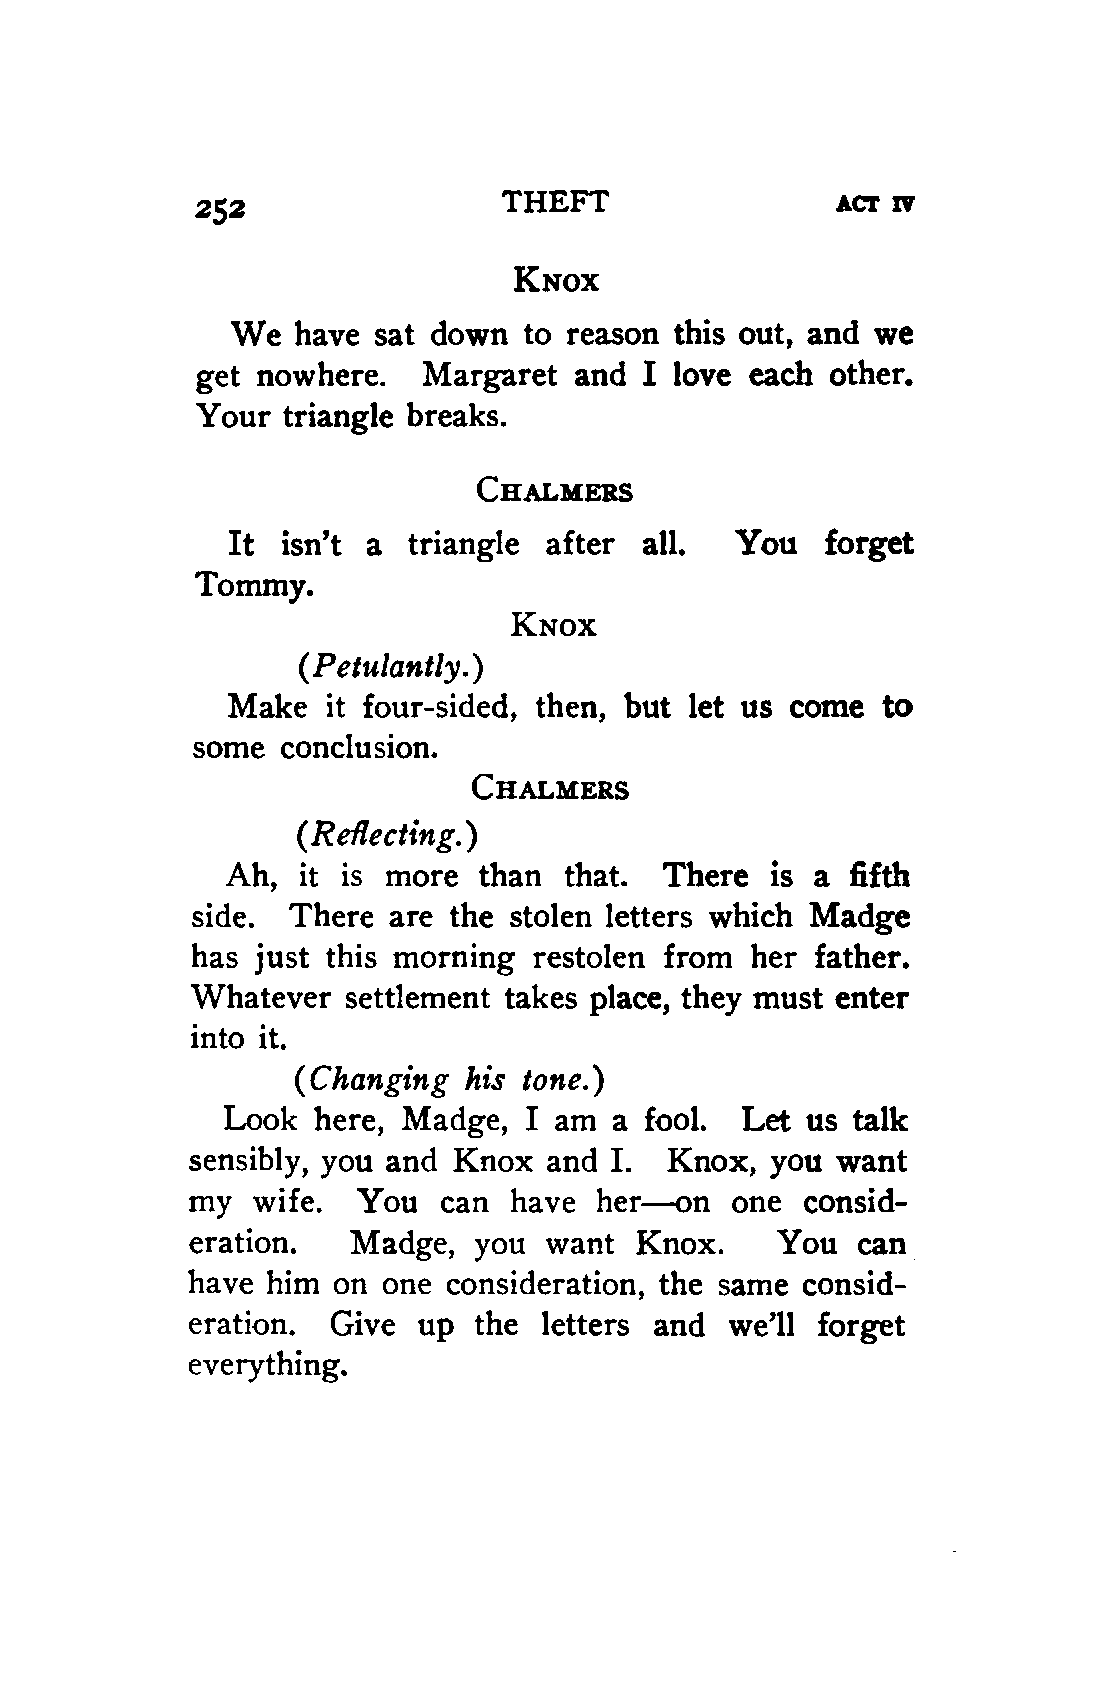 252 THEFT ACT IV
KNOX
We have sat down to reason this out, and we
get nowhere. Margaret and I love each other.
Your triangle breaks.
CHALMERS
It isn't a triangle after all. You forget
Tommy.
KNOX
(Petulantly.)
Make it four-sided, then, but let us come to
some conclusion.
CHALMERS
(Reflecting.)
Ah, it is more than that. There is a fifth
side. There are the stolen letters which Madge
has just this morning restolen from her father.
Whatever settlement takes place, they must enter
into it.
(Changing his tone.)
Look here, Madge, I am a fool. Let us talk
sensibly, you and Knox and I. Knox, you want
my wife. You can have her—on one consid-
eration. Madge, you want Knox. You can
have him on one consideration, the same consid-
eration. Give up the letters and we'll forget
everything.